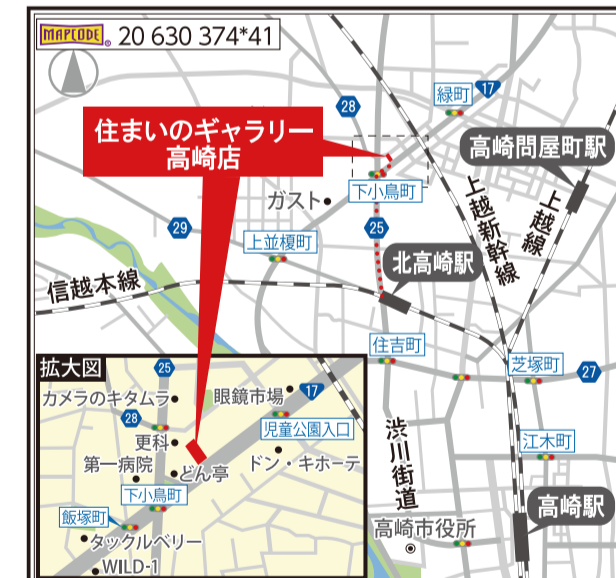 MAPCODE® 20 630 374*41
28
緑町
17
住まいのギャラリー
高崎店
高崎問屋町駅
下小鳥町
ガスト
上越新幹線
上越線
29
25
上並榎町
北高崎駅
信越本線
住吉町
芝塚町
27
江木町
渋川街道
高崎駅
高崎市役所
拡大図
25
カメラのキタムラ
眼鏡市場
17
28
児童公園入口
更科
第一病院
どん亭
ドン・キホーテ
下小鳥町
飯塚町
タックルベリー
WILD-1